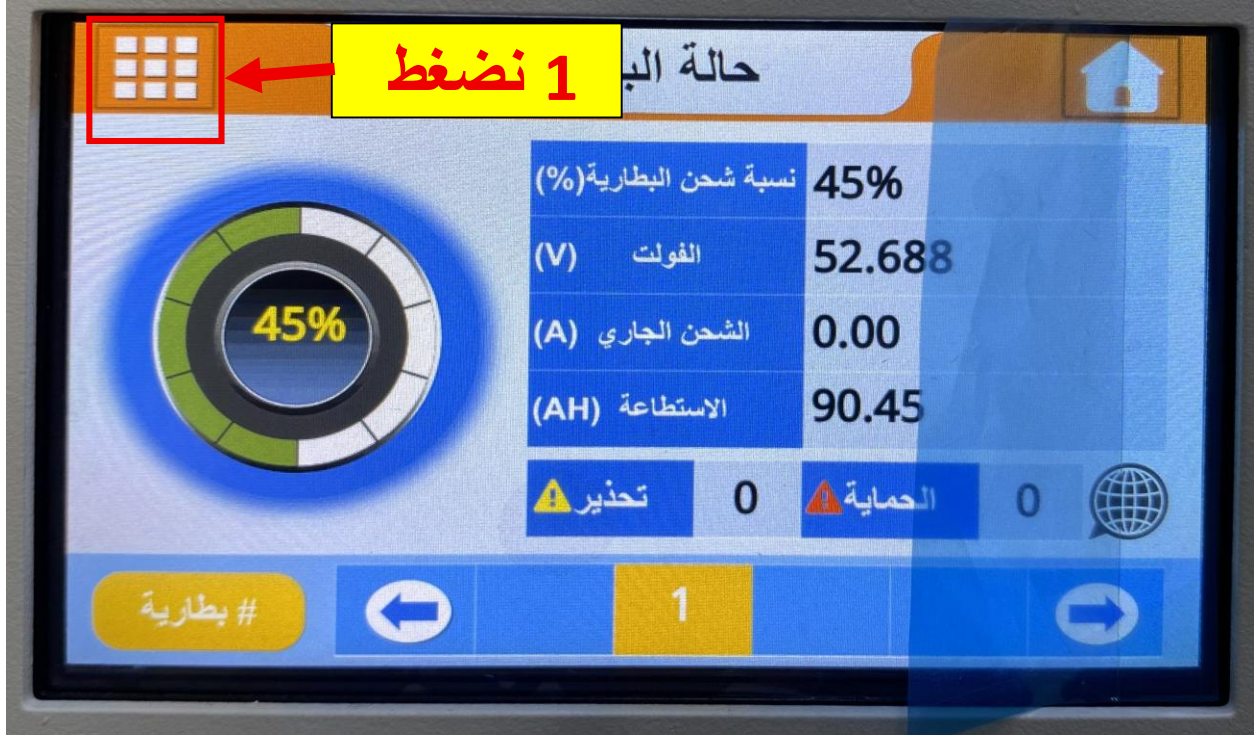 1 نضغط
حالة
45%
نسبة شحن البطارية(%) 45%
الفولت (V) 52.688
الشحن الجاري (A) 0.00
الاستطاعة (AH) 90.45
تحذير 0 الحماية 0
# بطارية 1